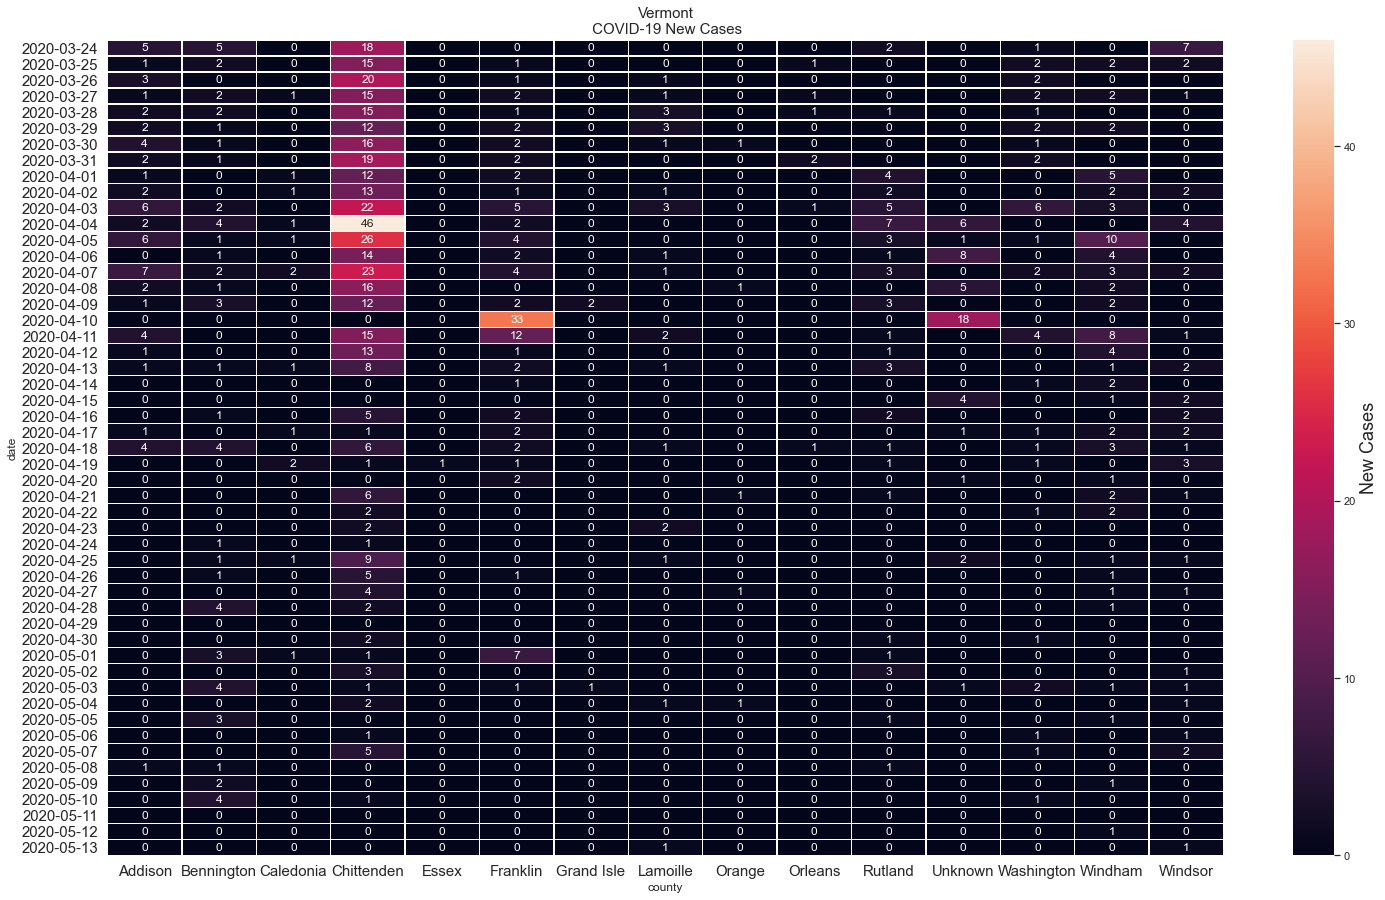 Vermont
COVID-19 New Cases
2020-03-24 5 5 0 18 0 0 0 0 0 0 2 0 1 0 7
2020-03-25 1 2 0 15 0 1 0 0 0 1 0 0 2 2 2
2020-03-26 3 0 0 20 0 1 0 1 0 0 0 0 2 0 0
2020-03-27 1 2 1 15 0 2 0 1 0 1 0 0 2 2 1
2020-03-28 2 2 0 15 0 1 0 3 0 1 1 0 1 0 0
2020-03-29 2 1 0 12 0 2 0 3 0 0 0 0 2 2 0
2020-03-30 4 1 0 16 0 2 0 1 1 0 0 0 1 0 0
2020-03-31 2 1 0 19 0 2 0 0 0 2 0 0 2 0 0
2020-04-01 1 0 1 12 0 2 0 0 0 0 4 0 0 5 0
2020-04-02 2 0 1 13 0 1 0 1 0 0 2 0 0 2 2
2020-04-03 6 2 0 22 0 5 0 3 0 1 5 0 6 3 0
2020-04-04 2 4 1 46 0 2 0 0 0 0 7 6 0 0 4
2020-04-05 6 1 1 26 0 4 0 0 0 0 3 1 1 10 0
2020-04-06 0 1 0 14 0 2 0 1 0 0 1 8 0 4 0
2020-04-07 7 2 2 23 0 4 0 1 0 0 3 0 2 3 2
2020-04-08 2 1 0 16 0 0 0 0 1 0 0 5 0 2 0
2020-04-09 1 3 0 12 0 2 2 0 0 0 3 0 0 2 0
2020-04-10 0 0 0 0 0 33 0 0 0 0 0 18 0 0 0
2020-04-11 4 0 0 15 0 12 0 2 0 0 1 0 4 8 1
2020-04-12 1 0 0 13 0 1 0 0 0 0 1 0 0 4 0
2020-04-13 1 1 1 8 0 2 0 1 0 0 3 0 0 1 2
2020-04-14 0 0 0 0 0 1 0 0 0 0 0 0 1 2 0
2020-04-15 0 0 0 0 0 0 0 0 0 0 0 4 0 1 2
2020-04-16 0 1 0 5 0 2 0 0 0 0 2 0 0 0 2
2020-04-17 1 0 1 1 0 2 0 0 0 0 0 1 1 2 2
2020-04-18 4 4 0 6 0 2 0 1 0 1 1 0 1 3 1
2020-04-19 0 0 2 1 1 1 0 0 0 0 1 0 1 0 3
2020-04-20 0 0 0 0 0 2 0 0 0 0 0 1 0 1 0
2020-04-21 0 0 0 6 0 0 0 0 1 0 1 0 0 2 1
2020-04-22 0 0 0 2 0 0 0 0 0 0 0 0 1 2 0
2020-04-23 0 0 0 2 0 0 0 2 0 0 0 0 0 0 0
2020-04-24 0 1 0 1 0 0 0 0 0 0 0 0 0 0 0
2020-04-25 0 1 1 9 0 0 0 1 0 0 0 2 0 1 1
2020-04-26 0 1 0 5 0 1 0 0 0 0 0 0 0 1 0
2020-04-27 0 0 0 4 0 0 0 0 1 0 0 0 0 1 1
2020-04-28 0 4 0 2 0 0 0 0 0 0 0 0 0 1 0
2020-04-29 0 0 0 0 0 0 0 0 0 0 0 0 0 0 0
2020-04-30 0 0 0 2 0 0 0 0 0 0 1 0 1 0 0
2020-05-01 0 3 1 1 0 7 0 0 0 0 1 0 0 0 0
2020-05-02 0 0 0 3 0 0 0 0 0 0 3 0 0 0 1
2020-05-03 0 4 0 1 0 1 1 0 0 0 0 1 2 1 1
2020-05-04 0 0 0 2 0 0 0 1 1 0 0 0 0 0 1
2020-05-05 0 3 0 0 0 0 0 0 0 0 1 0 0 1 0
2020-05-06 0 0 0 1 0 0 0 0 0 0 0 0 1 0 1
2020-05-07 0 0 0 5 0 0 0 0 0 0 0 0 1 0 2
2020-05-08 1 1 0 0 0 0 0 0 0 0 1 0 0 0 0
2020-05-09 0 2 0 0 0 0 0 0 0 0 0 0 0 1 0
2020-05-10 0 4 0 1 0 0 0 0 0 0 0 0 1 0 0
2020-05-11 0 0 0 0 0 0 0 0 0 0 0 0 0 0 0
2020-05-12 0 0 0 0 0 0 0 0 0 0 0 0 0 1 0
2020-05-13 0 0 0 0 0 0 0 1 0 0 0 0 0 0 1
Addison Bennington Caledonia Chittenden Essex Franklin Grand Isle Lamoille Orange Orleans Rutland Unknown Washington Windham Windsor
county
date
40
30
20
10
0
New Cases